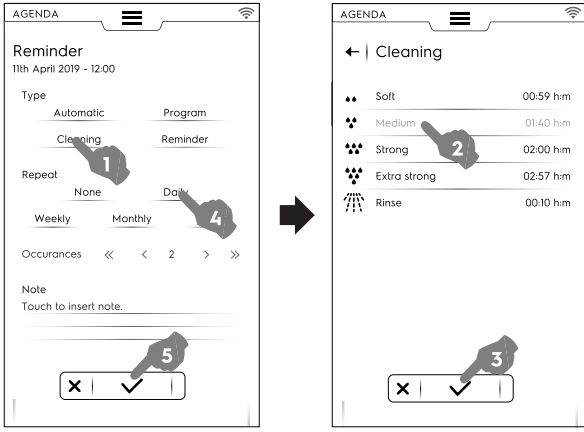 AGENDA
Reminder
11th April 2019 - 12:00
Type
Automatic Program
Cleaning Reminder
1
Repeat
None Daily
4
Weekly Monthly
Occurances « < 2 > »
Note
Touch to insert note.
5
AGENDA
Cleaning
Soft 00:59 h:m
Medium 01:40 h:m
2
Strong 02:00 h:m
Extra strong 02:57 h:m
Rinse 00:10 h:m
3